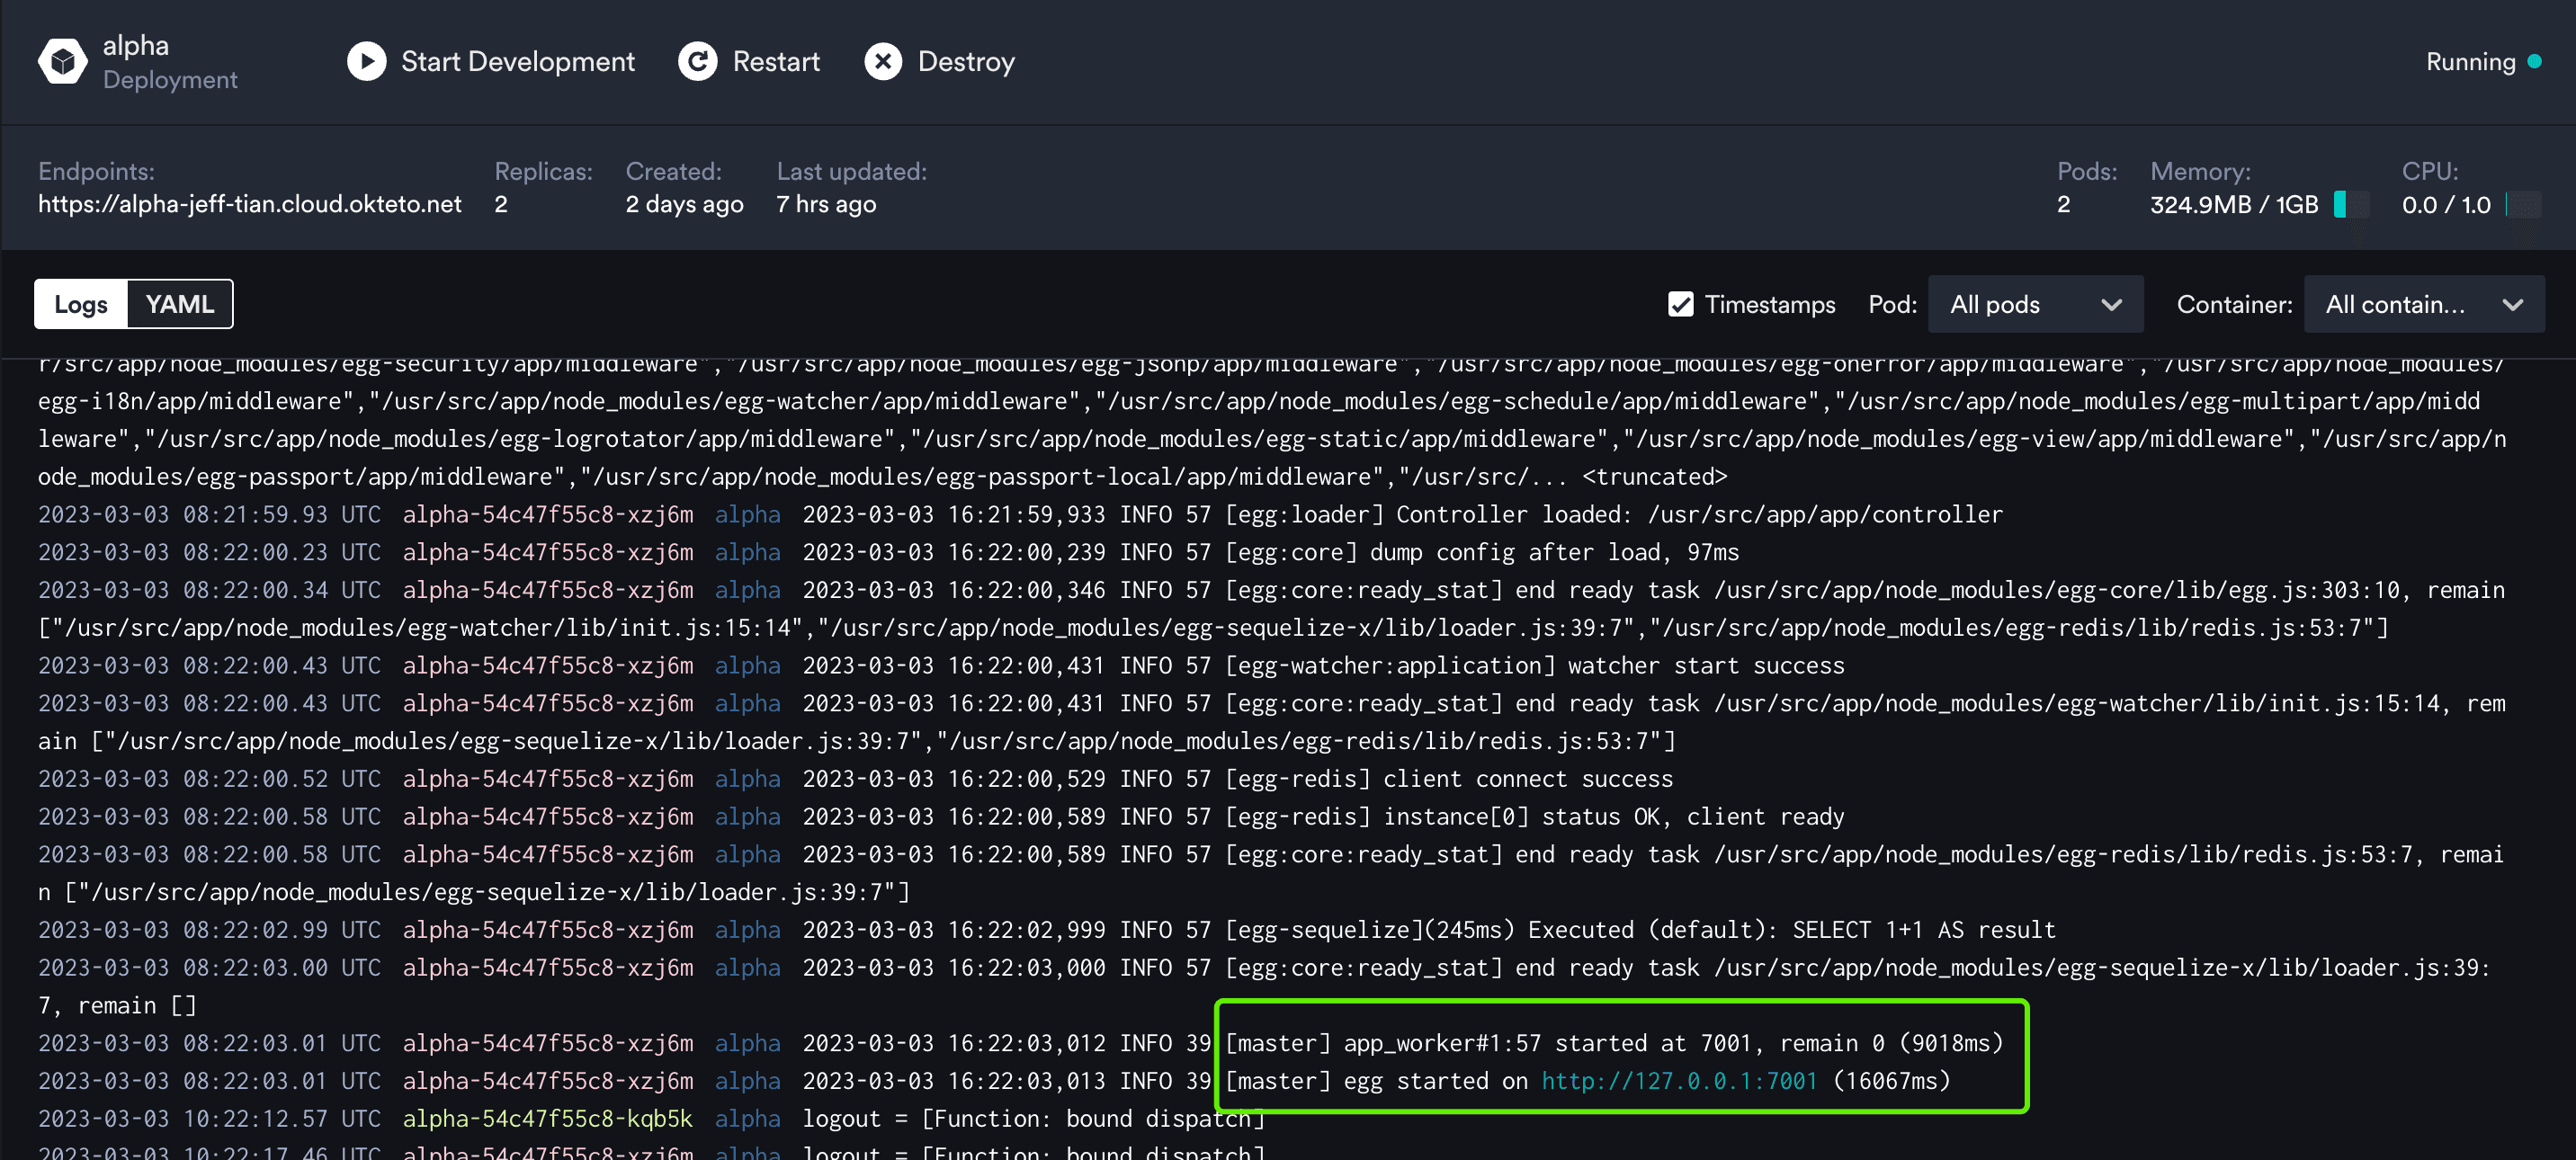 alpha
Deployment
Start Development
Restart
Destroy
Running
Endpoints:
https://alpha-jeff-tian.cloud.okteto.net
Replicas:
2
Created:
2 days ago
Last updated:
7 hrs ago
Pods:
2
Memory:
324.9MB / 1GB
CPU:
0.0 / 1.0
Logs
YAML
Timestamps
Pod:
All pods
Container:
All contain...
r/src/app/node_modules/egg-security/app/middleware","/usr/src/app/node_modules/egg-jsonp/app/middleware","/usr/src/app/node_modules/egg-onerror/app/middleware","/usr/src/app/node_modules/
egg-i18n/app/middleware","/usr/src/app/node_modules/egg-watcher/app/middleware","/usr/src/app/node_modules/egg-schedule/app/middleware","/usr/src/app/node_modules/egg-multipart/app/midd
leware","/usr/src/app/node_modules/egg-logrotator/app/middleware","/usr/src/app/node_modules/egg-static/app/middleware","/usr/src/app/node_modules/egg-view/app/middleware","/usr/src/app/n
ode_modules/egg-passport/app/middleware","/usr/src/app/node_modules/egg-passport-local/app/middleware","/usr/src/... <truncated>
2023-03-03 08:21:59.93 UTC alpha-54c47f55c8-xzj6m alpha 2023-03-03 16:21:59,933 INFO 57 [egg:loader] Controller loaded: /usr/src/app/app/controller
2023-03-03 08:22:00.23 UTC alpha-54c47f55c8-xzj6m alpha 2023-03-03 16:22:00,239 INFO 57 [egg:core] dump config after load, 97ms
2023-03-03 08:22:00.34 UTC alpha-54c47f55c8-xzj6m alpha 2023-03-03 16:22:00,346 INFO 57 [egg:core:ready_stat] end ready task /usr/src/app/node_modules/egg-core/lib/egg.js:303:10, remain
["/usr/src/app/node_modules/egg-watcher/lib/init.js:15:14","/usr/src/app/node_modules/egg-sequelize-x/lib/loader.js:39:7","/usr/src/app/node_modules/egg-redis/lib/redis.js:53:7"]
2023-03-03 08:22:00.43 UTC alpha-54c47f55c8-xzj6m alpha 2023-03-03 16:22:00,431 INFO 57 [egg-watcher:application] watcher start success
2023-03-03 08:22:00.43 UTC alpha-54c47f55c8-xzj6m alpha 2023-03-03 16:22:00,431 INFO 57 [egg:core:ready_stat] end ready task /usr/src/app/node_modules/egg-watcher/lib/init.js:15:14, rem
ain ["/usr/src/app/node_modules/egg-sequelize-x/lib/loader.js:39:7","/usr/src/app/node_modules/egg-redis/lib/redis.js:53:7"]
2023-03-03 08:22:00.52 UTC alpha-54c47f55c8-xzj6m alpha 2023-03-03 16:22:00,529 INFO 57 [egg-redis] client connect success
2023-03-03 08:22:00.58 UTC alpha-54c47f55c8-xzj6m alpha 2023-03-03 16:22:00,589 INFO 57 [egg-redis] instance[0] status OK, client ready
2023-03-03 08:22:00.58 UTC alpha-54c47f55c8-xzj6m alpha 2023-03-03 16:22:00,589 INFO 57 [egg:core:ready_stat] end ready task /usr/src/app/node_modules/egg-redis/lib/redis.js:53:7, remai
n ["/usr/src/app/node_modules/egg-sequelize-x/lib/loader.js:39:7"]
2023-03-03 08:22:02.99 UTC alpha-54c47f55c8-xzj6m alpha 2023-03-03 16:22:02,999 INFO 57 [egg-sequelize](245ms) Executed (default): SELECT 1+1 AS result
2023-03-03 08:22:03.00 UTC alpha-54c47f55c8-xzj6m alpha 2023-03-03 16:22:03,000 INFO 57 [egg:core:ready_stat] end ready task /usr/src/app/node_modules/egg-sequelize-x/lib/loader.js:39:
7, remain []
2023-03-03 08:22:03.01 UTC alpha-54c47f55c8-xzj6m alpha 2023-03-03 16:22:03,012 INFO 39 [master] app_worker#1:57 started at 7001, remain 0 (9018ms)
2023-03-03 08:22:03.01 UTC alpha-54c47f55c8-xzj6m alpha 2023-03-03 16:22:03,013 INFO 39 [master] egg started on http://127.0.0.1:7001 (16067ms)
2023-03-03 10:22:12.57 UTC alpha-54c47f55c8-kqb5k alpha logout = [Function: bound dispatch]
2023-03-03 10:22:17.46 UTC alpha-54c47f55c8-xzj6m alpha logout = [Function: bound dispatch]